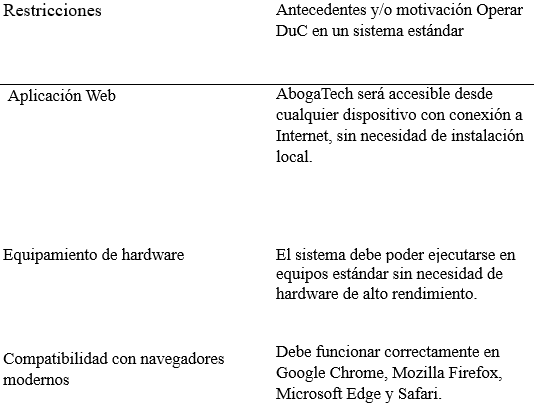 Restricciones
Antecedentes y/o motivación Operar
DuC en un sistema estándar
Aplicación Web
AbogaTech será accesible desde
cualquier dispositivo con conexión a
Internet, sin necesidad de instalación
local.
Equipamiento de hardware
El sistema debe poder ejecutarse en
equipos estándar sin necesidad de
hardware de alto rendimiento.
Compatibilidad con navegadores
modernos
Debe funcionar correctamente en
Google Chrome, Mozilla Firefox,
Microsoft Edge y Safari.